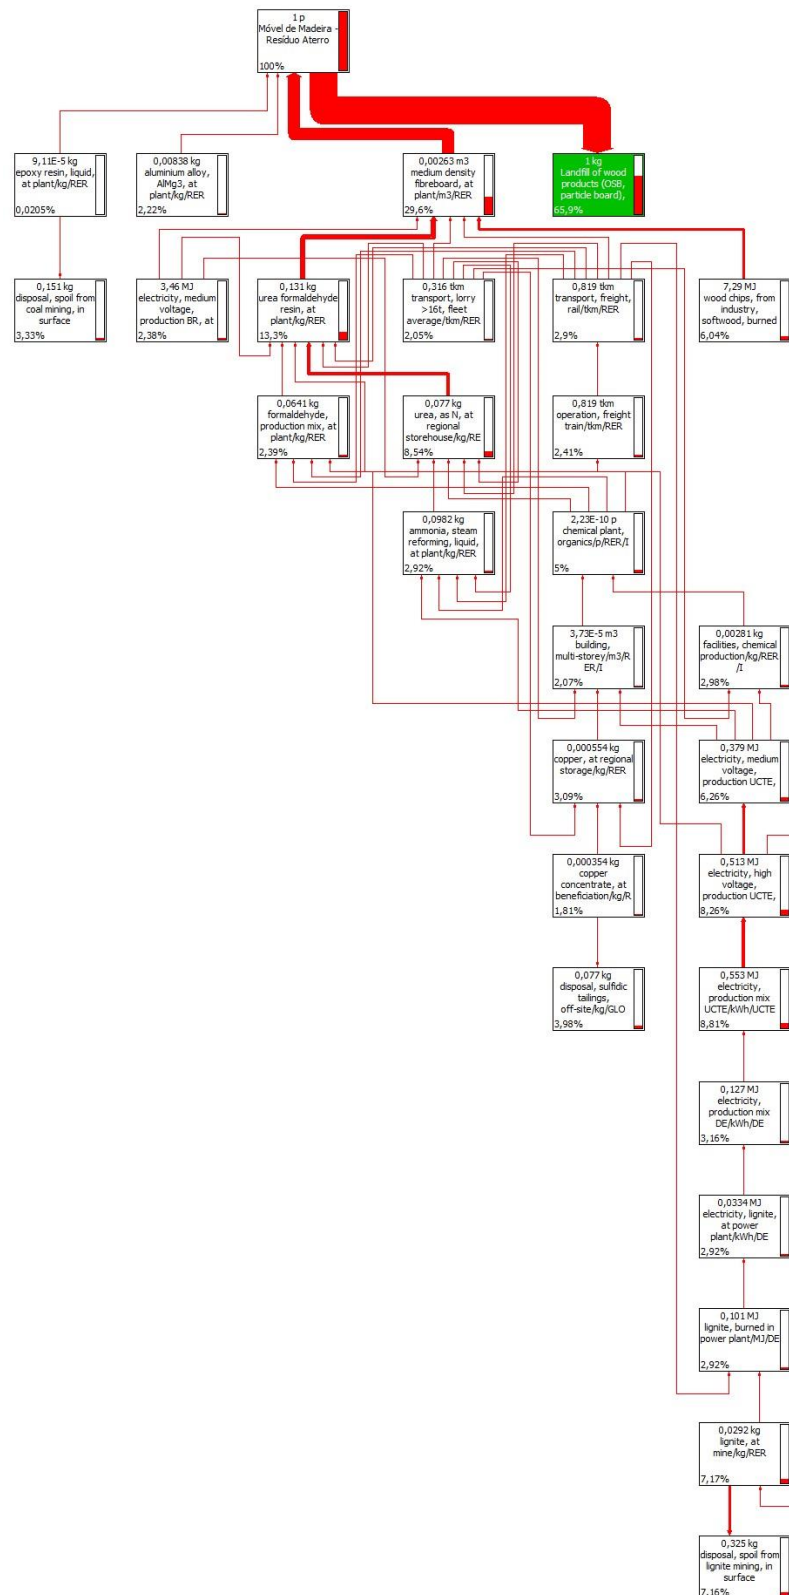 1 p
Móvel de Madeira -
Resíduo Aterro
100%
9,11E-5 kg
epoxy resin, liquid,
at plant/kg/RER
0,0205%
0,00838 kg
aluminium alloy,
AlMg3, at
plant/kg/RER
2,22%
0,00263 m3
medium density
fibreboard, at
plant/m3/RER
29,6%
1 kg
Landfill of wood
products (OSB,
particle board),
65,9%
0,151 kg
disposal, spoil from
coal mining, in
surface
3,33%
3,46 MJ
electricity, medium
voltage,
production BR, at
2,38%
0,131 kg
urea formaldehyde
resin, at
plant/kg/RER
13,3%
0,316 tkm
transport, lorry
>16t, fleet
average/tkm/RER
2,05%
0,819 tkm
transport, freight,
rail/tkm/RER
2,9%
7,29 MJ
wood chips, from
industry,
softwood, burned
6,04%
0,0641 kg
formaldehyde,
production mix, at
plant/kg/RER
2,39%
0,077 kg
urea, as N, at
regional
storehouse/kg/RE
8,54%
0,819 tkm
operation, freight
train/tkm/RER
2,41%
0,0982 kg
ammonia, steam
reforming, liquid,
at plant/kg/RER
2,92%
2,23E-10 p
chemical plant,
organics/p/RER/I
5%
3,73E-5 m3
building,
multi-storey/m3/R
ER/I
2,07%
0,00281 kg
facilities, chemical
production/kg/RER
/I
2,98%
0,000554 kg
copper, at regional
storage/kg/RER
3,09%
0,379 MJ
electricity, medium
voltage,
production UCTE,
6,26%
0,000354 kg
copper
concentrate, at
beneficiation/kg/R
1,81%
0,513 MJ
electricity, high
voltage,
production UCTE,
8,26%
0,077 kg
disposal, sulfidic
tailings,
off-site/kg/GLO
3,98%
0,553 MJ
electricity,
production mix
UCTE/kWh/UCTE
8,81%
0,127 MJ
electricity,
production mix
DE/kWh/DE
3,16%
0,0334 MJ
electricity, lignite,
at power
plant/kWh/DE
2,92%
0,101 MJ
lignite, burned in
power plant/MJ/DE
2,92%
0,0292 kg
lignite, at
mine/kg/RER
7,17%
0,325 kg
disposal, spoil from
lignite mining, in
surface
7,16%